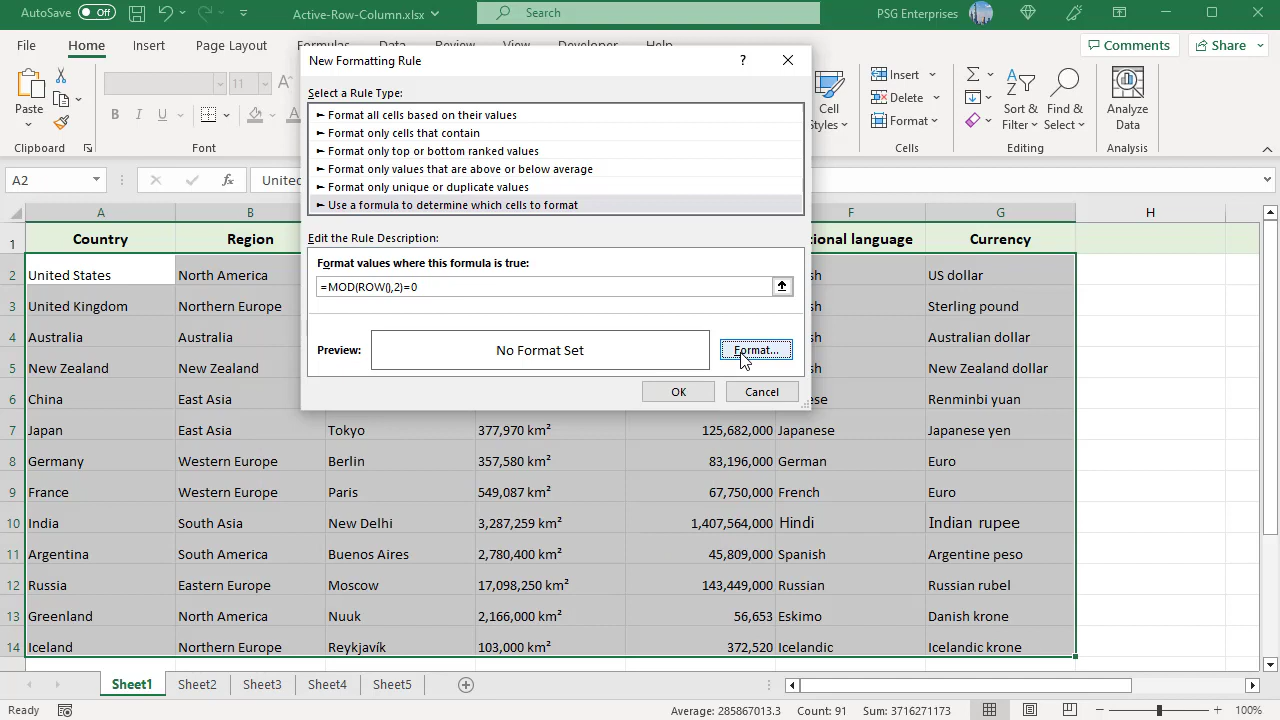 AutoSave Off Active-Row-Column.xlsx Search PSG Enterprises
File Home Insert Page Layout Formulas Data Review View Developer Help Comments Share
Paste
Clipboard
11
B I U
Font
Cell
Styles
Insert
Delete
Format
Cells
Sort &
Filter
Find &
Select
Editing
Analyze
Data
Analysis
New Formatting Rule ?
Select a Rule Type:
► Format all cells based on their values
► Format only cells that contain
► Format only top or bottom ranked values
► Format only values that are above or below average
► Format only unique or duplicate values
► Use a formula to determine which cells to format
Edit the Rule Description:
Format values where this formula is true:
=MOD(ROW(),2)=0
Preview: No Format Set Format...
OK Cancel
A2 fx United
A B F G H
1 Country Region ional language Currency
2 United States North America sh US dollar
3 United Kingdom Northern Europe sh Sterling pound
4 Australia Australia sh Australian dollar
5 New Zealand New Zealand sh New Zealand dollar
6 China East Asia ese Renminbi yuan
7 Japan East Asia Tokyo 377,970 km² 125,682,000 Japanese Japanese yen
8 Germany Western Europe Berlin 357,580 km² 83,196,000 German Euro
9 France Western Europe Paris 549,087 km² 67,750,000 French Euro
10 India South Asia New Delhi 3,287,259 km² 1,407,564,000 Hindi Indian rupee
11 Argentina South America Buenos Aires 2,780,400 km² 45,809,000 Spanish Argentine peso
12 Russia Eastern Europe Moscow 17,098,250 km² 143,449,000 Russian Russian rubel
13 Greenland North America Nuuk 2,166,000 km² 56,653 Eskimo Danish krone
14 Iceland Northern Europe Reykjavík 103,000 km² 372,520 Icelandic Icelandic krone
Sheet1 Sheet2 Sheet3 Sheet4 Sheet5
Ready Average: 285867013.3 Count: 91 Sum: 3716271173 100%